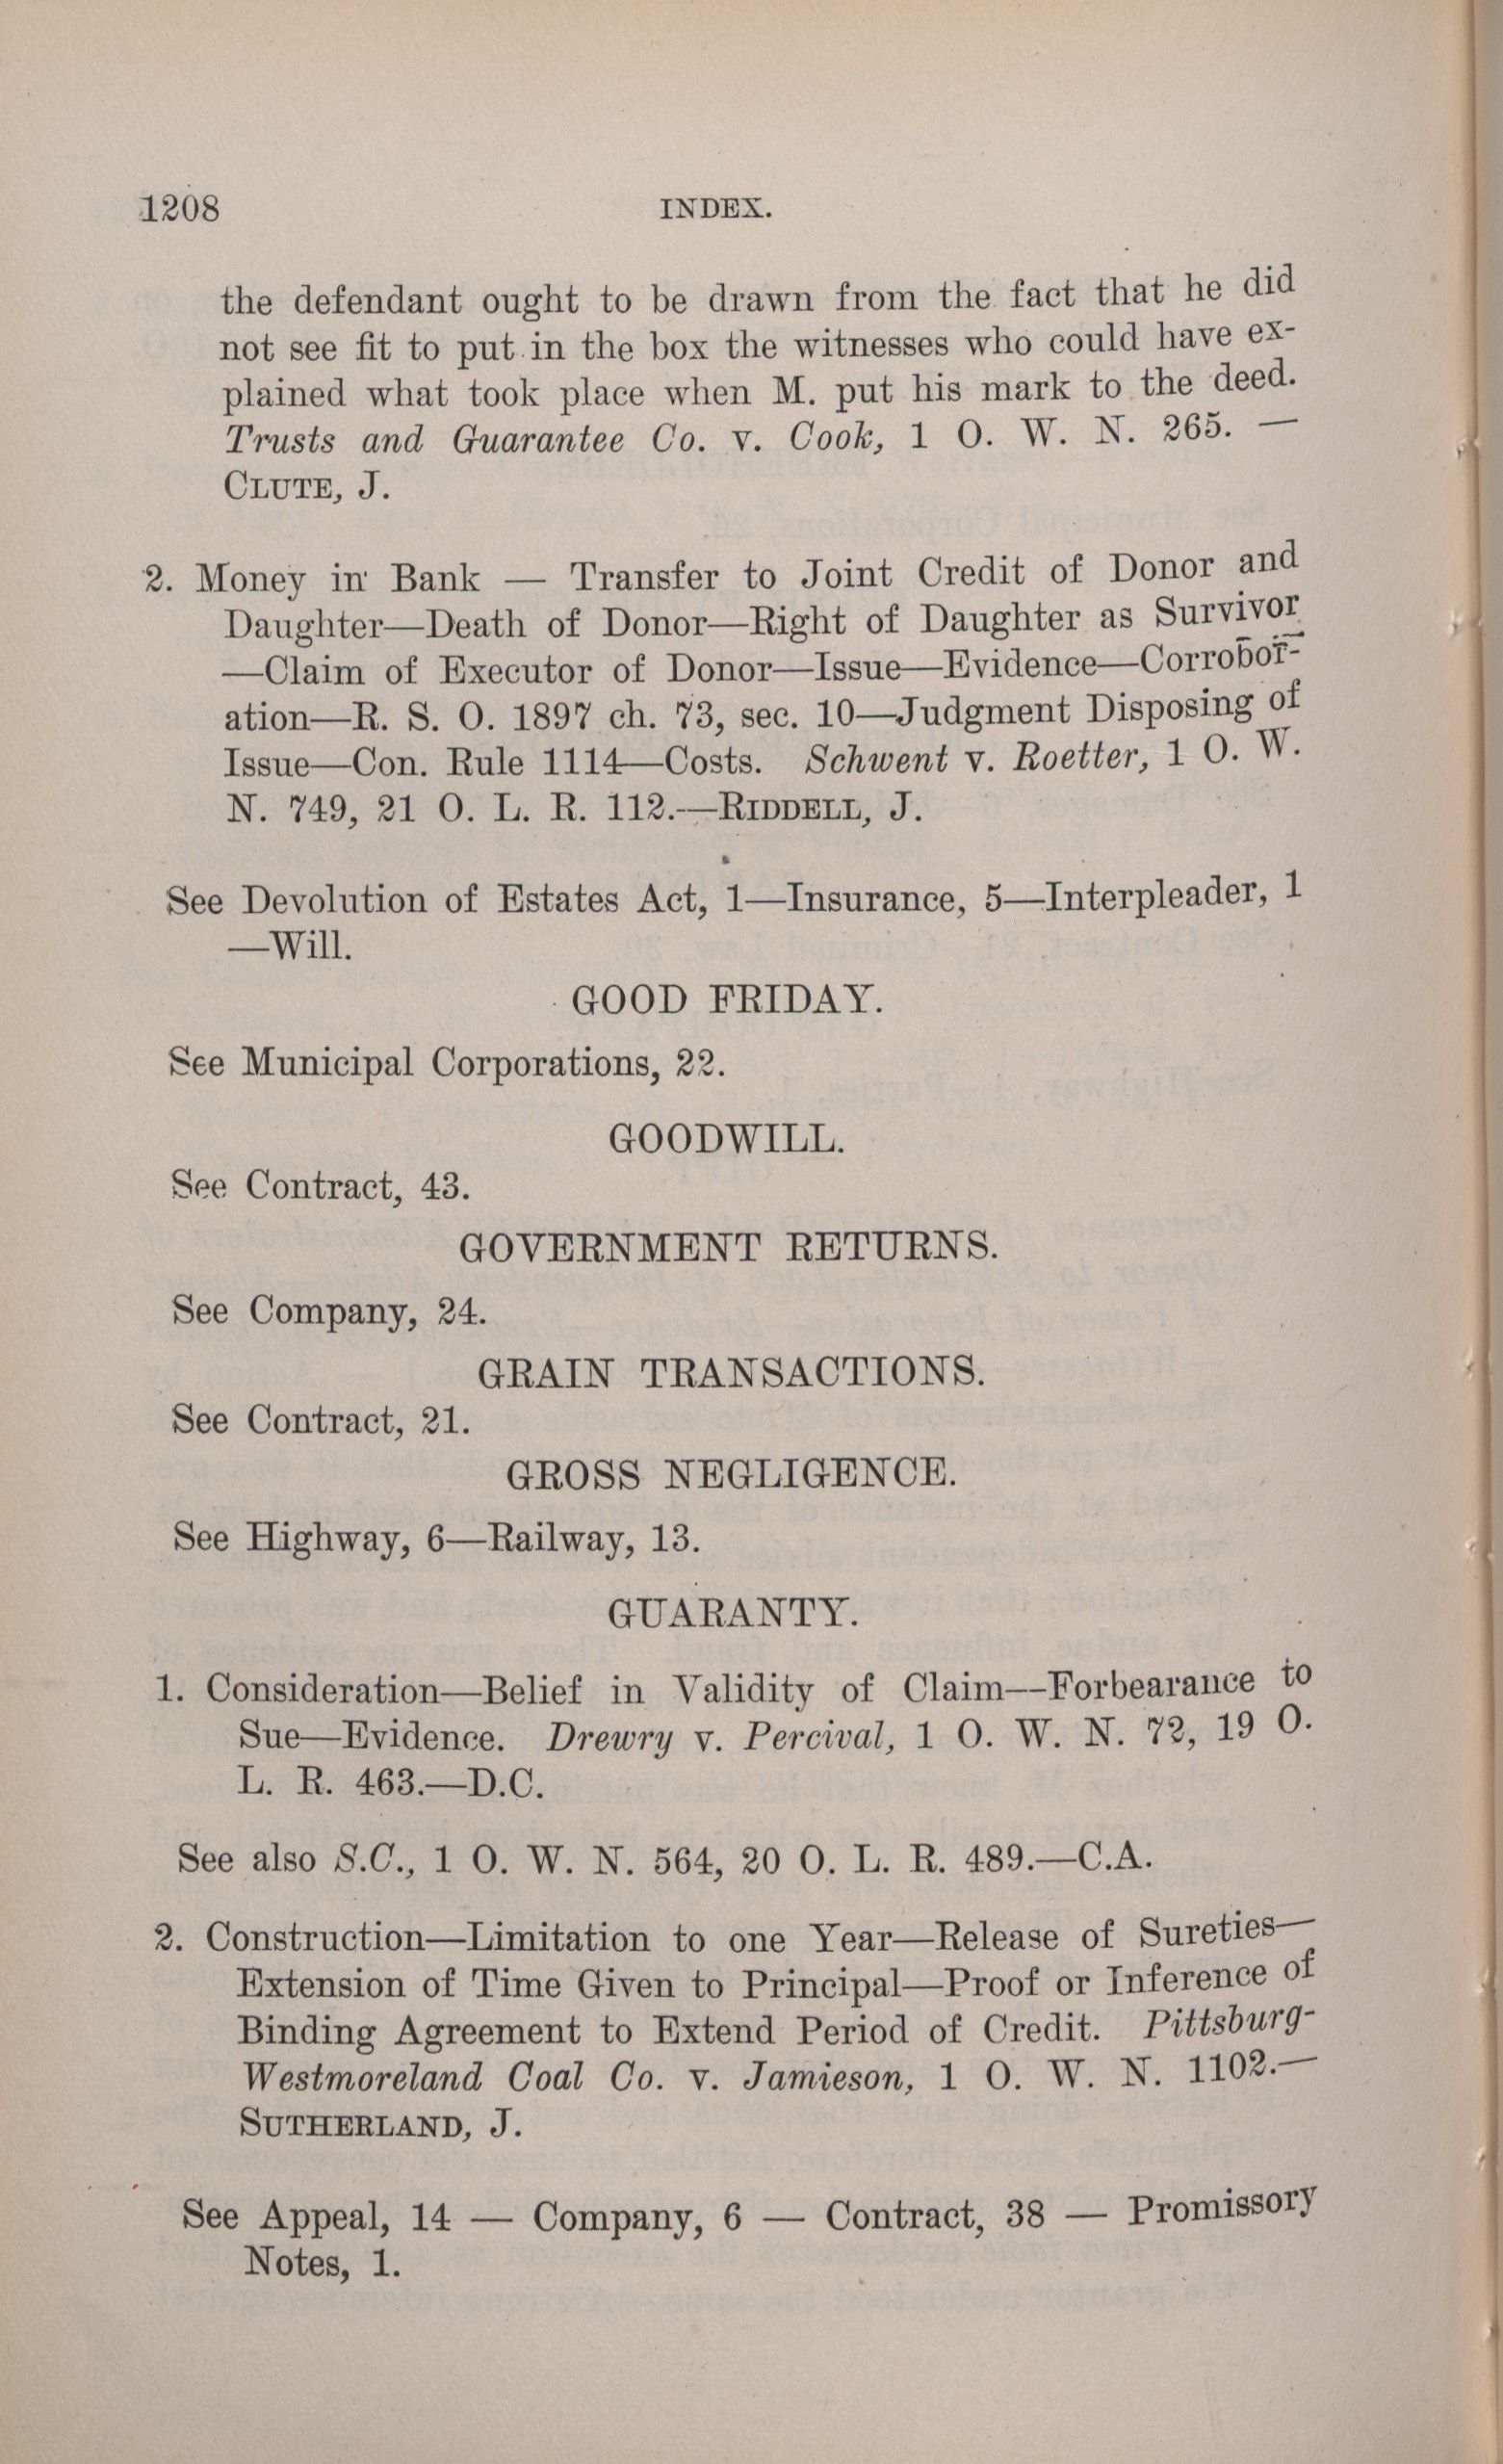 1208 INDEX.
the defendant ought to be drawn from the fact that he did
not see fit to put in the box the witnesses who could have ex-
plained what took place when M. put his mark to the deed.
Trusts and Guarantee Co. v. Cook, 1 O. W. N. 265. —
CLUTE, J.
2. Money in Bank — Transfer to Joint Credit of Donor and
Daughter—Death of Donor—Right of Daughter as Survivor
—Claim of Executor of Donor—Issue—Evidence—Corrobor-
ation—R. S. O. 1897 ch. 73, sec. 10—Judgment Disposing of
Issue—Con. Rule 1114—Costs. Schwent v. Roetter, 1 O. W.
N. 749, 21 O. L. R. 112.—RIDDELL, J.
See Devolution of Estates Act, 1—Insurance, 5—Interpleader, 1
—Will.
GOOD FRIDAY.
See Municipal Corporations, 22.
GOODWILL.
See Contract, 43.
GOVERNMENT RETURNS.
See Company, 24.
GRAIN TRANSACTIONS.
See Contract, 21.
GROSS NEGLIGENCE.
See Highway, 6—Railway, 13.
GUARANTY.
1. Consideration—Belief in Validity of Claim—Forbearance to
Sue—Evidence. Drewry v. Percival, 1 O. W. N. 72, 19 O.
L. R. 463.—D.C.
See also S.C., 1 O. W. N. 564, 20 O. L. R. 489.—C.A.
2. Construction—Limitation to one Year—Release of Sureties—
Extension of Time Given to Principal—Proof or Inference of
Binding Agreement to Extend Period of Credit. Pittsburg-
Westmoreland Coal Co. v. Jamieson, 1 O. W. N. 1102.—
SUTHERLAND, J.
See Appeal, 14 — Company, 6 — Contract, 38 — Promissory
Notes, 1.